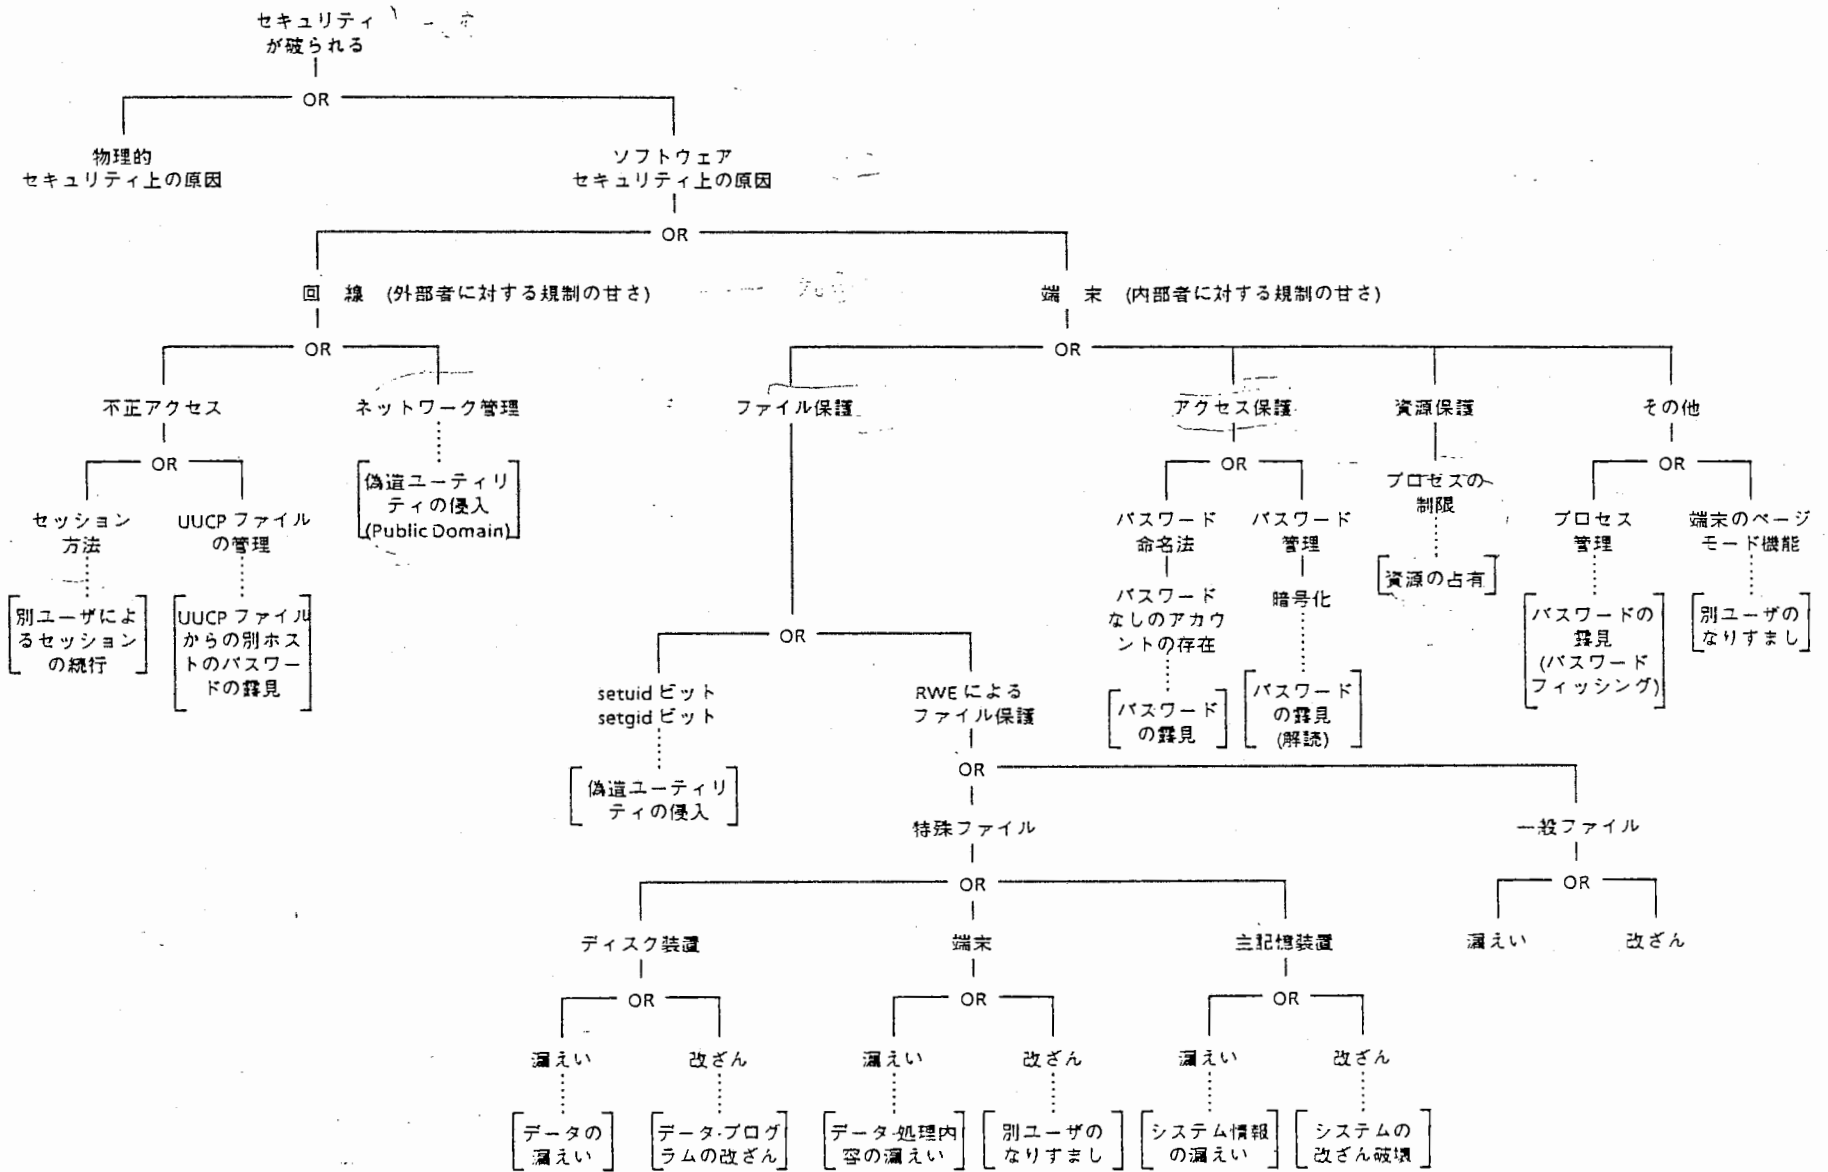 セキュリティ
が破られる
OR
物理的
セキュリティ上の原因
ソフトウェア
セキュリティ上の原因
OR
回　線 (外部者に対する規制の甘さ)
端　末 (内部者に対する規制の甘さ)
OR
OR
不正アクセス
ネットワーク管理
ファイル保護
アクセス保護
資源保護
その他
OR
偽造ユーティリ
ティの侵入
(Public Domain)
OR
プロセスの
制限
OR
セッション
方法
UUCP ファイル
の管理
パスワード
命名法
パスワード
管理
資源の占有
プロセス
管理
端末のページ
モード機能
別ユーザによ
るセッション
の続行
UUCP ファイル
からの別ホス
トのパスワー
ドの露見
パスワード
なしのアカウ
ントの存在
暗号化
パスワードの
露見
(パスワード
フィッシング)
別ユーザの
なりすまし
OR
setuid ビット
setgid ビット
RWE による
ファイル保護
パスワード
の露見
パスワード
の露見
(解読)
偽造ユーティリ
ティの侵入
OR
特殊ファイル
一般ファイル
OR
OR
ディスク装置
端末
主記憶装置
漏えい
改ざん
OR
OR
OR
漏えい
改ざん
漏えい
改ざん
漏えい
改ざん
データの
漏えい
データ·プログ
ラムの改ざん
データ·処理内
容の漏えい
別ユーザの
なりすまし
システム情報
の漏えい
システムの
改ざん破壊